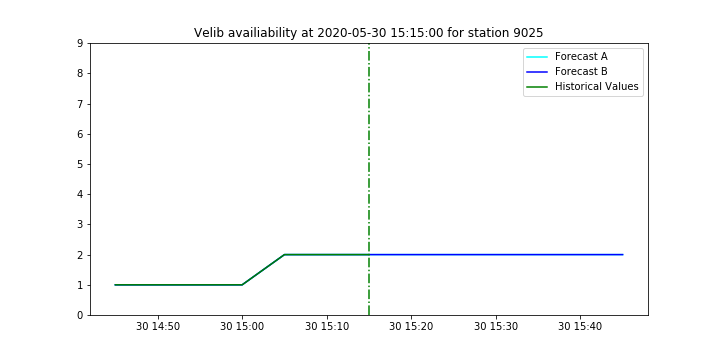 Velib availiability at 2020-05-30 15:15:00 for station 9025
9
8
7
6
5
4
3
2
1
0
Forecast A
Forecast B
Historical Values
30 14:50 30 15:00 30 15:10 30 15:20 30 15:30 30 15:40